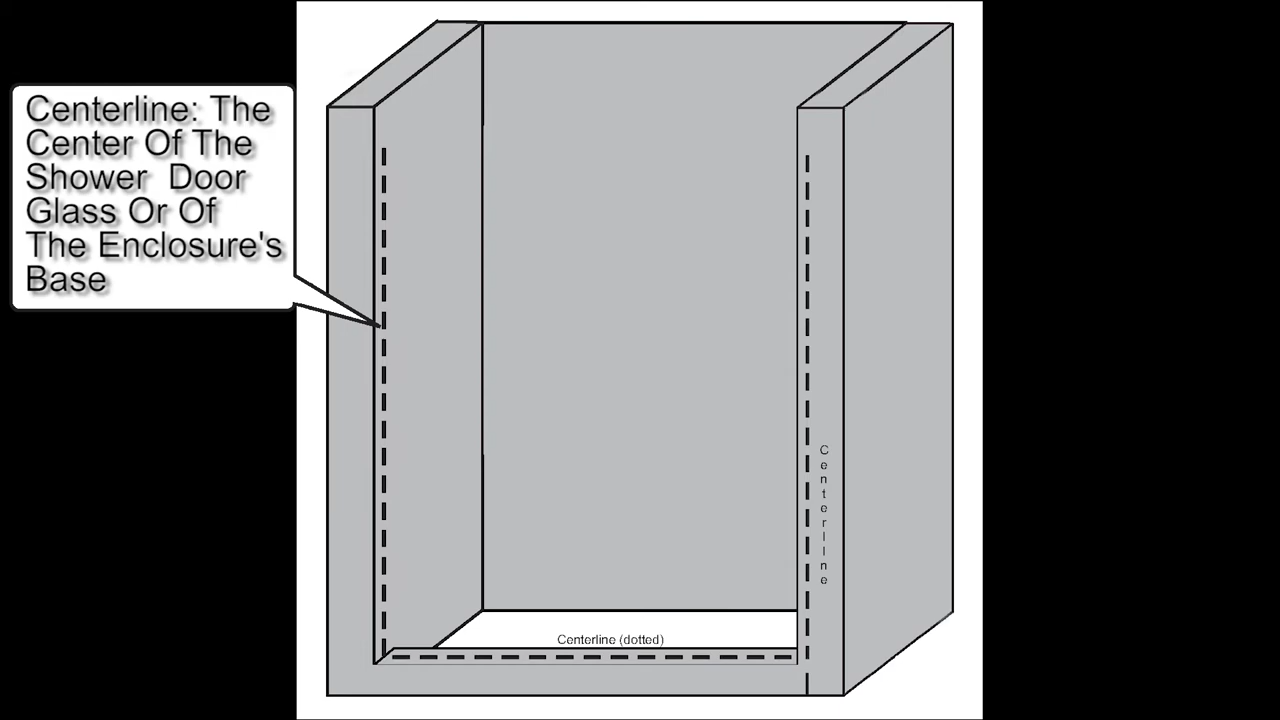 Centerline: The
Center Of The
Shower  Door
Glass Or Of
The Enclosure's
Base
Centerline
Centerline (dotted)